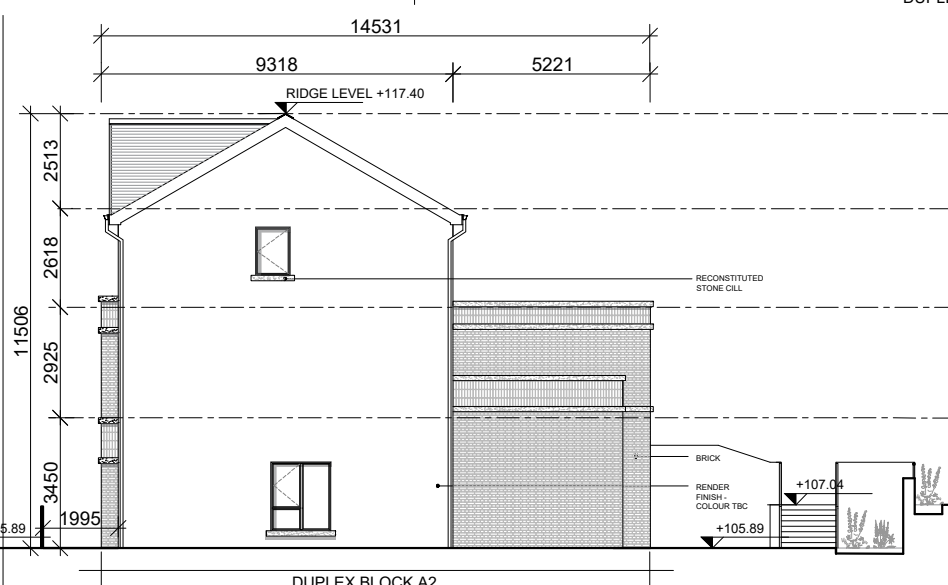 14531
9318
5221
RIDGE LEVEL +117.40
2513
2618
RECONSTITUTED
STONE CILL
11506
2925
BRICK
3450
RENDER
FINISH -
COLOUR TBC
+107.04
1995
5.89
+105.89
DUPLEX BLOCK A2